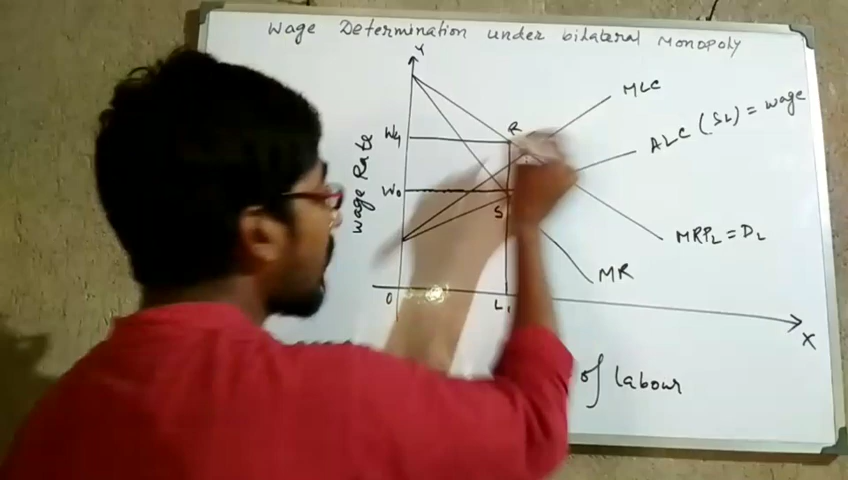 Wage Determination under bilateral Monopoly
Y
MLC
ALC (SL) = wage
R
W1
Wage Rate
W0
S
MRPL = DL
MR
O
L1
X
of labour